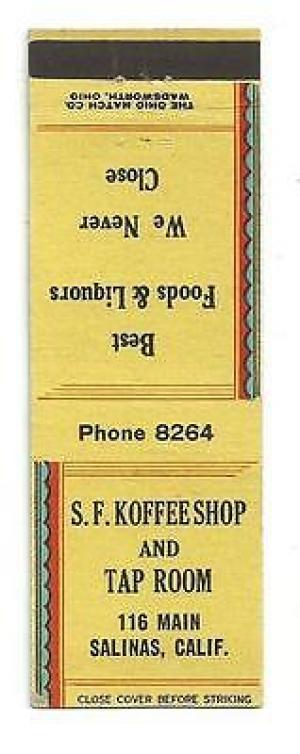 THE OHIO MATCH CO.
WADSWORTH, OHIO
Best
Foods & Liquors
We Never
Close
Phone 8264
S. F. KOFFEE SHOP
AND
TAP ROOM
116 MAIN
SALINAS, CALIF.
CLOSE COVER BEFORE STRIKING